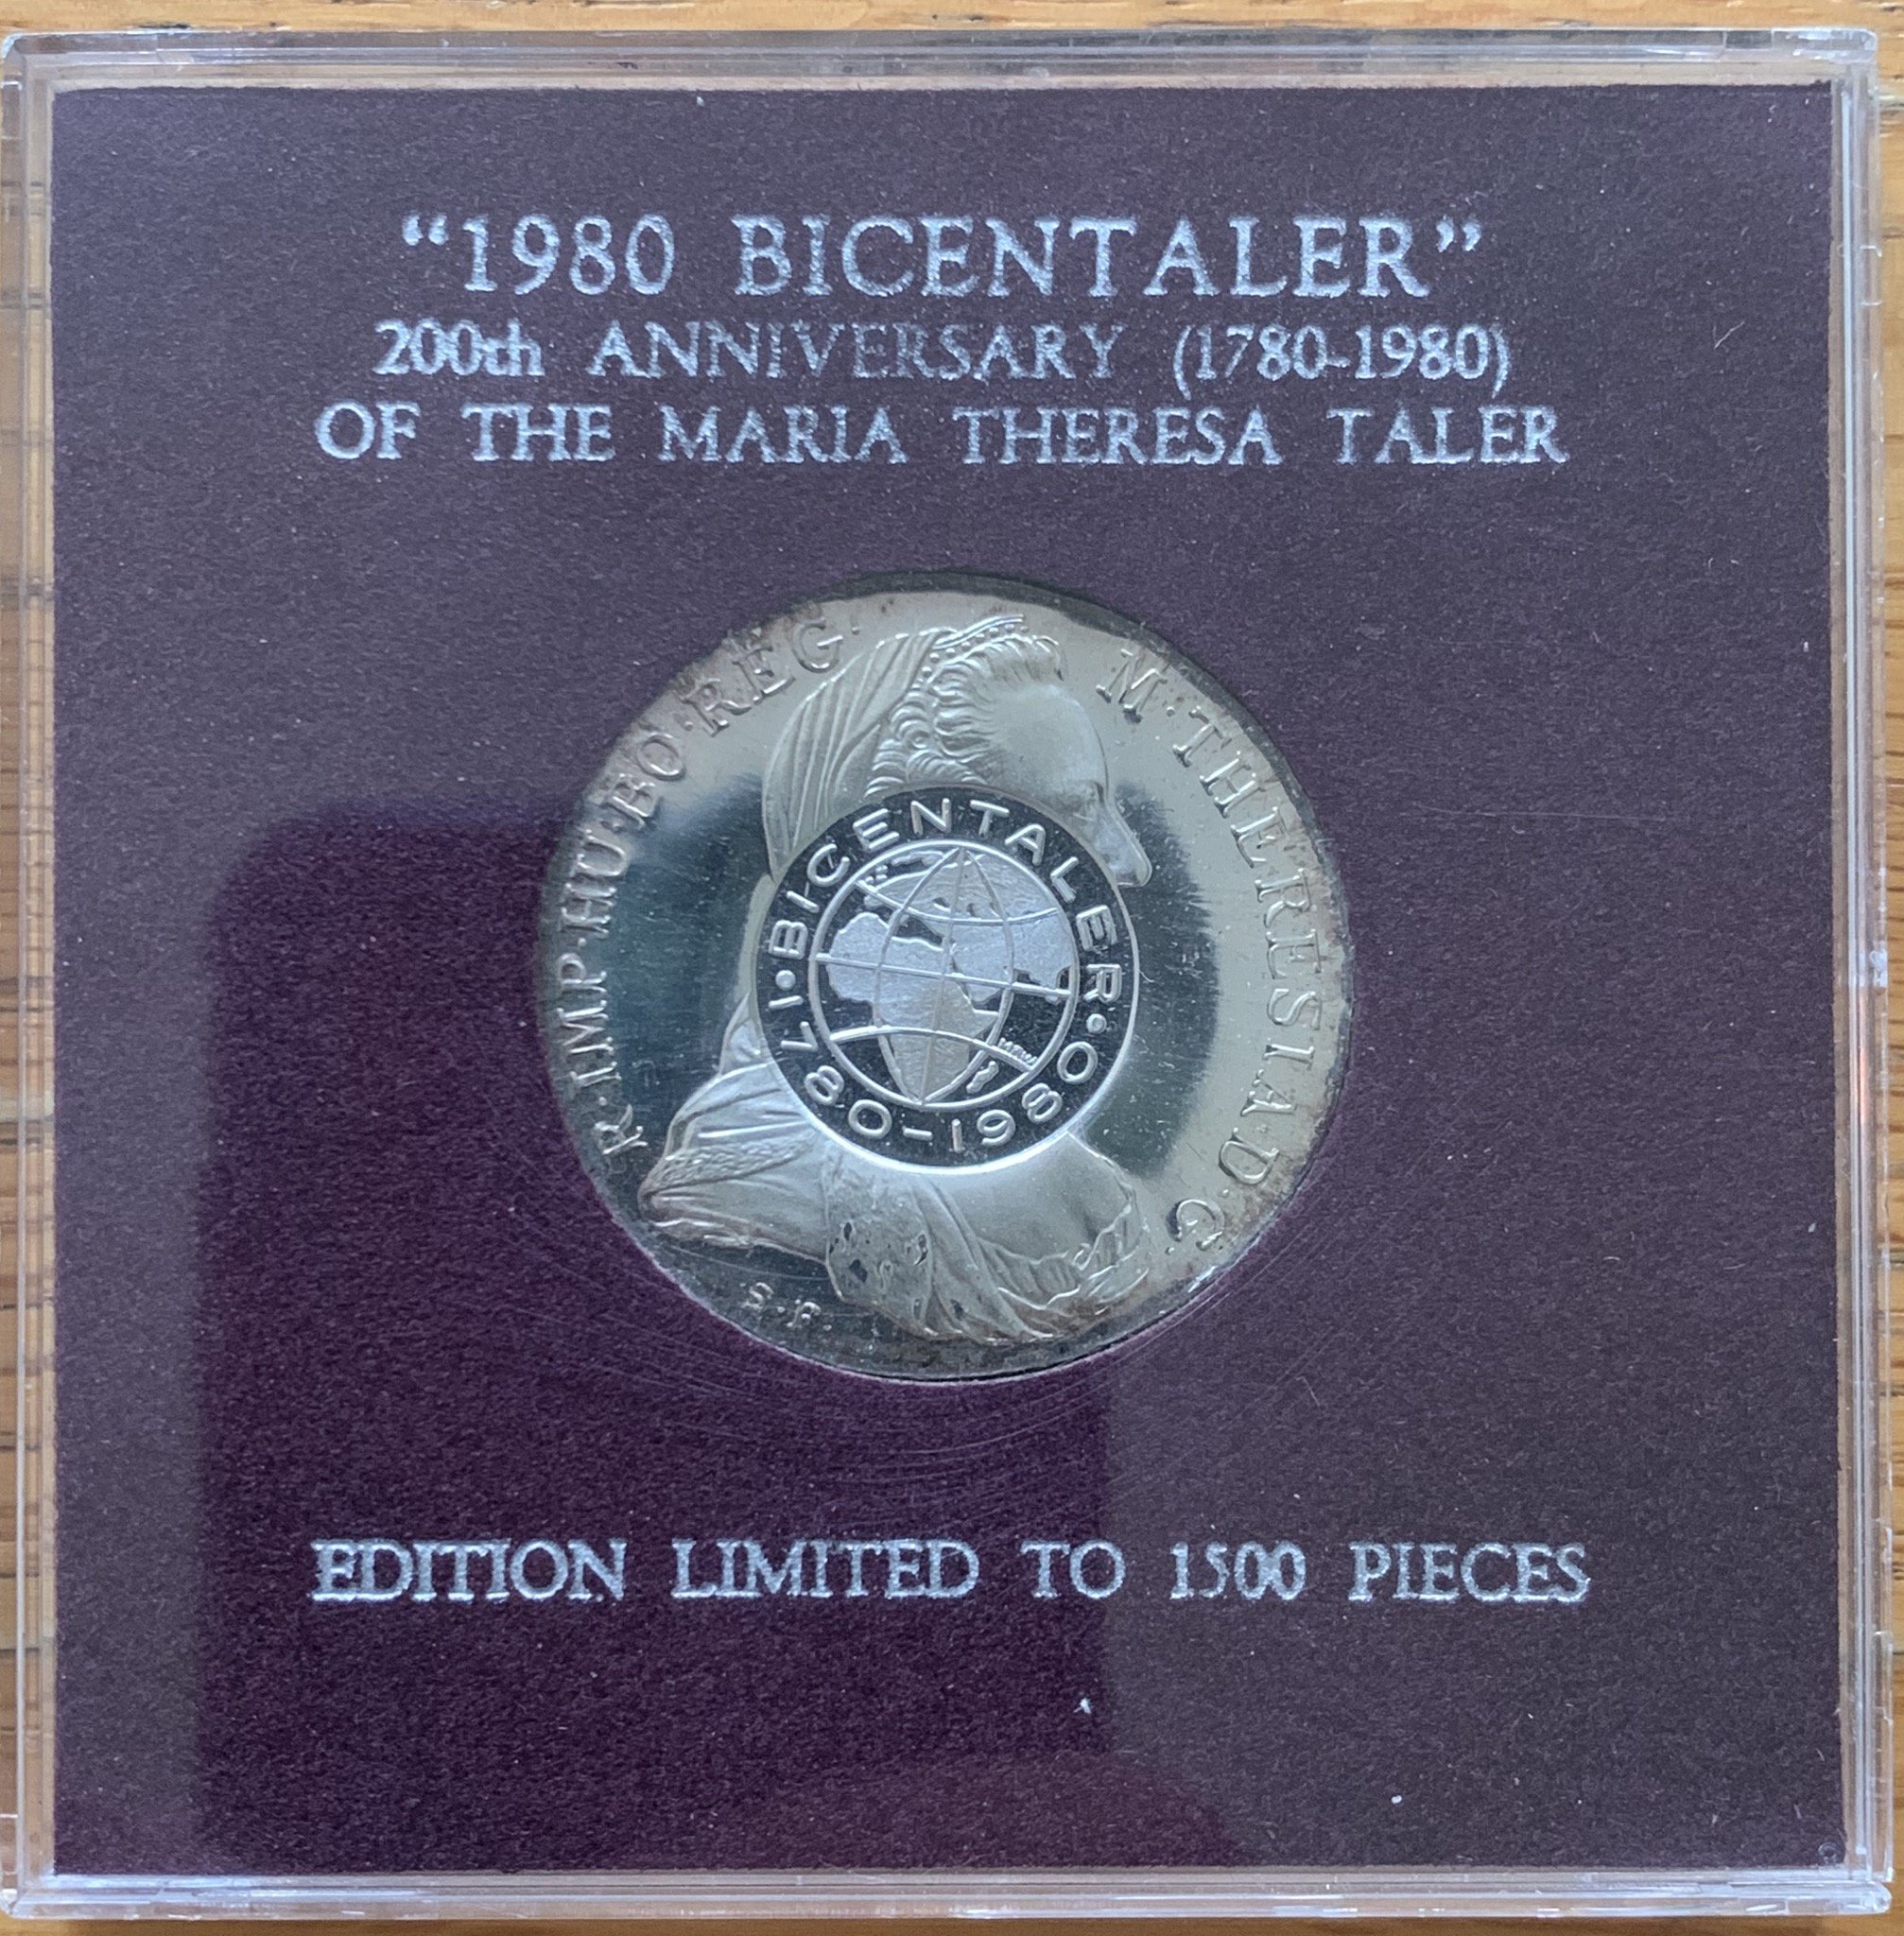 “1980 BICENTALER”
200th ANNIVERSARY (1780-1980)
OF THE MARIA THERESA TALER
R·IMP·HU·BO·REG·
M·THERESIA·D·G·
·BICENTALER·
1780-1980
S·F·
EDITION LIMITED TO 1500 PIECES